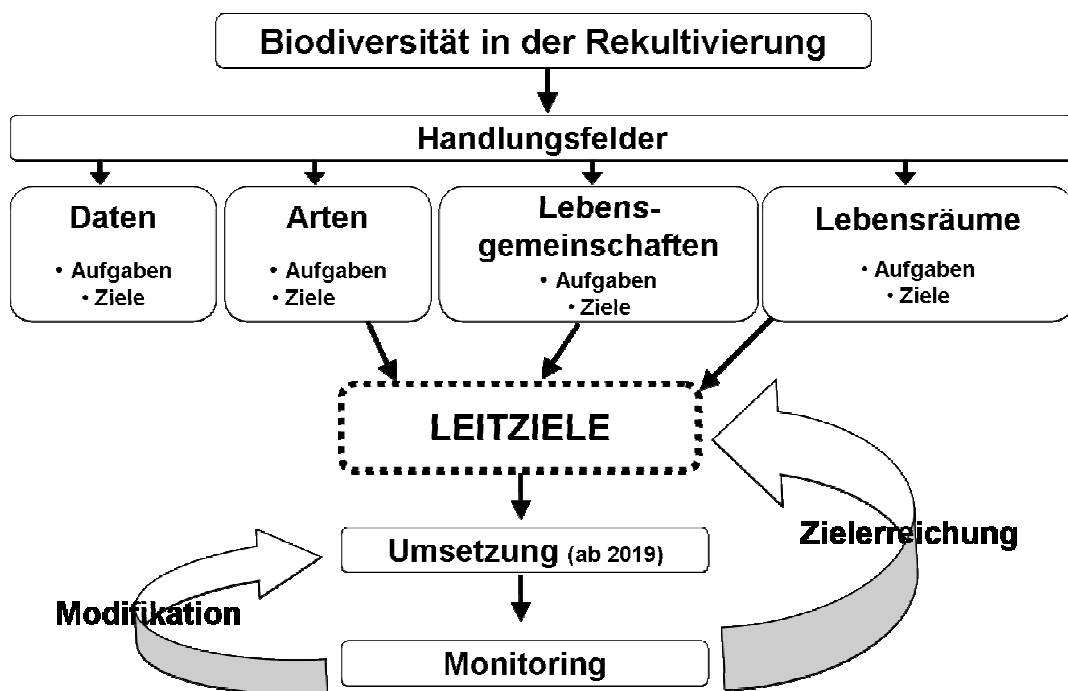 Biodiversität in der Rekultivierung
Handlungsfelder
Daten
• Aufgaben
• Ziele
Arten
• Aufgaben
• Ziele
Lebens-
gemeinschaften
• Aufgaben
• Ziele
Lebensräume
• Aufgaben
• Ziele
LEITZIELE
Zielerreichung
Umsetzung (ab 2019)
Modifikation
Monitoring